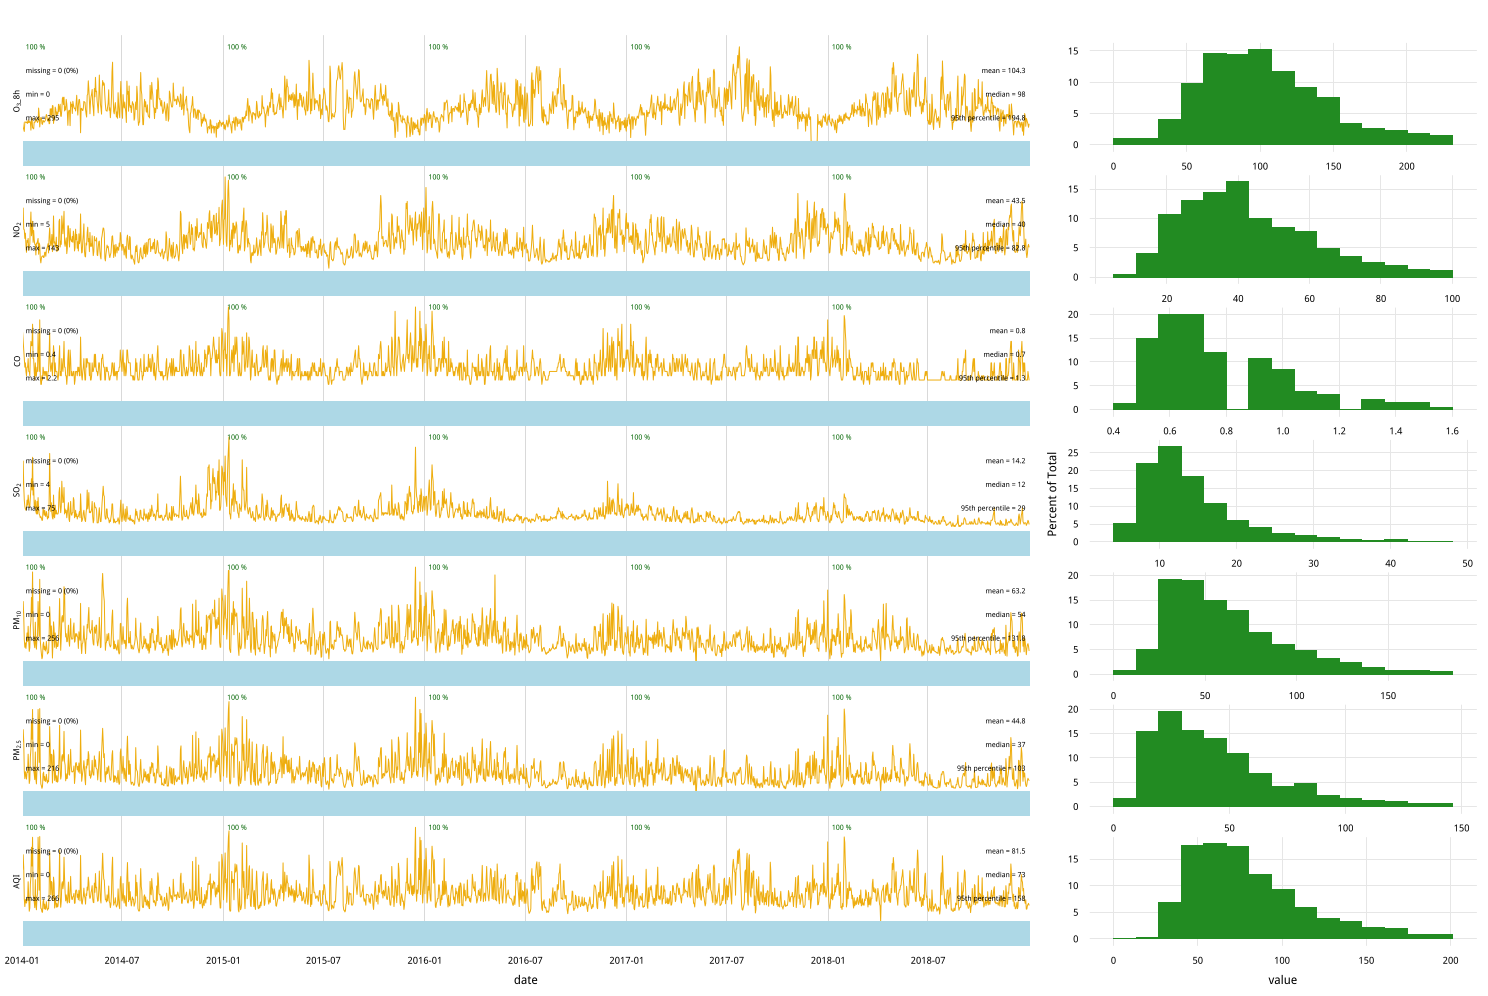 100 % 100 % 100 % 100 % 100 %
missing = 0 (0%) mean = 104.3
min = 0 median = 98
max = 295 95th percentile = 194.8
O3_8h
100 % 100 % 100 % 100 % 100 %
missing = 0 (0%) mean = 43.5
min = 5 median = 40
max = 143 95th percentile = 82.8
NO2
100 % 100 % 100 % 100 % 100 %
missing = 0 (0%) mean = 0.8
min = 0.4 median = 0.7
max = 2.2 95th percentile = 1.3
CO
100 % 100 % 100 % 100 % 100 %
missing = 0 (0%) mean = 14.2
min = 4 median = 12
max = 75 95th percentile = 29
SO2
100 % 100 % 100 % 100 % 100 %
missing = 0 (0%) mean = 63.2
min = 0 median = 54
max = 256 95th percentile = 131.8
PM10
100 % 100 % 100 % 100 % 100 %
missing = 0 (0%) mean = 44.8
min = 0 median = 37
max = 216 95th percentile = 103
PM2.5
100 % 100 % 100 % 100 % 100 %
missing = 0 (0%) mean = 81.5
min = 0 median = 73
max = 266 95th percentile = 158
AQI
2014-01 2014-07 2015-01 2015-07 2016-01 2016-07 2017-01 2017-07 2018-01 2018-07
date
Percent of Total
15
10
5
0
0 50 100 150 200
15
10
5
0
20 40 60 80 100
20
15
10
5
0
0.4 0.6 0.8 1.0 1.2 1.4 1.6
25
20
15
10
5
0
10 20 30 40 50
20
15
10
5
0
0 50 100 150
20
15
10
5
0
0 50 100 150
15
10
5
0
0 50 100 150 200
value